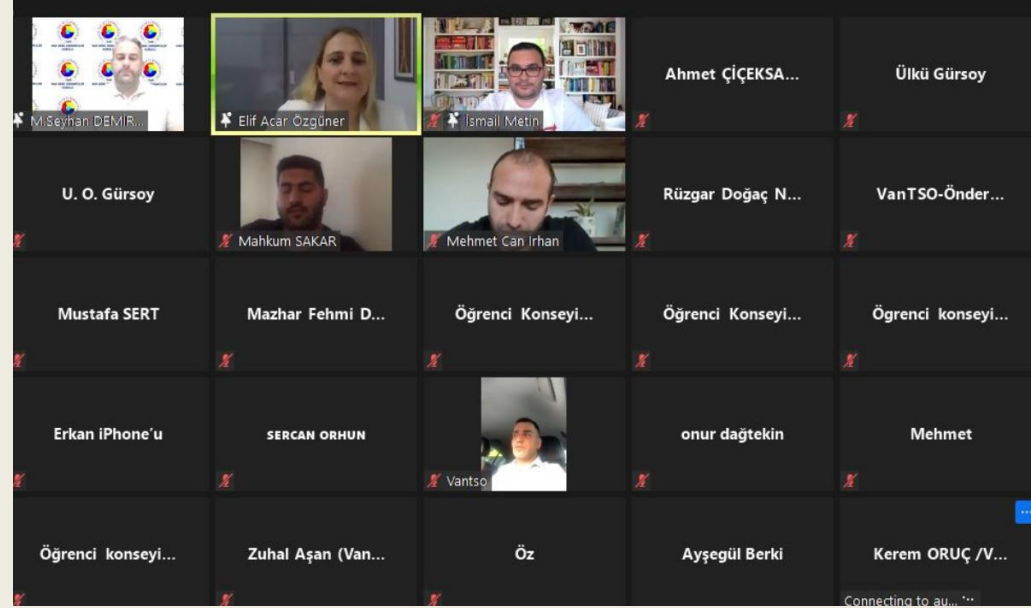 M.Seyhan DEMİR...
Elif Acar Özgüner
İsmail Metin
Ahmet ÇİÇEKSA...
Ülkü Gürsoy
U. O. Gürsoy
Mahkum SAKAR
Mehmet Can Irhan
Rüzgar Doğaç N...
VanTSO-Önder...
Mustafa SERT
Mazhar Fehmi D...
Öğrenci Konseyi...
Öğrenci Konseyi...
Ögrenci konseyi...
Erkan iPhone'u
SERCAN ORHUN
Vantso
onur dağtekin
Mehmet
Öğrenci konseyi...
Zuhal Aşan (Van...
Öz
Ayşegül Berki
Kerem ORUÇ /V...
Connecting to au...